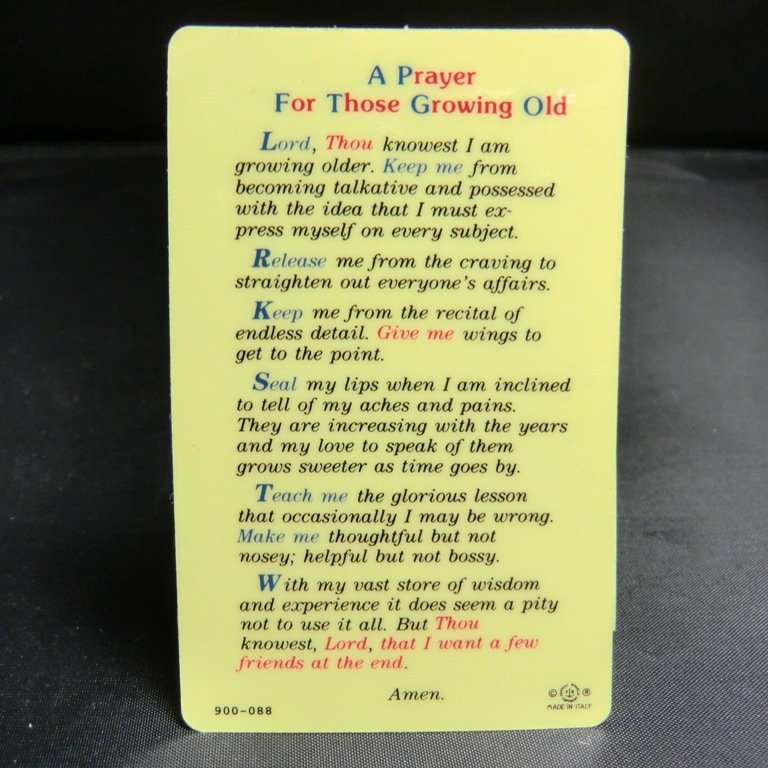 A Prayer
For Those Growing Old
Lord, Thou knowest I am
growing older. Keep me from
becoming talkative and possessed
with the idea that I must ex-
press myself on every subject.
Release me from the craving to
straighten out everyone's affairs.
Keep me from the recital of
endless detail. Give me wings to
get to the point.
Seal my lips when I am inclined
to tell of my aches and pains.
They are increasing with the years
and my love to speak of them
grows sweeter as time goes by.
Teach me the glorious lesson
that occasionally I may be wrong.
Make me thoughtful but not
nosey; helpful but not bossy.
With my vast store of wisdom
and experience it does seem a pity
not to use it all. But Thou
knowest, Lord, that I want a few
friends at the end.
Amen.
900-088
© ®
MADE IN ITALY